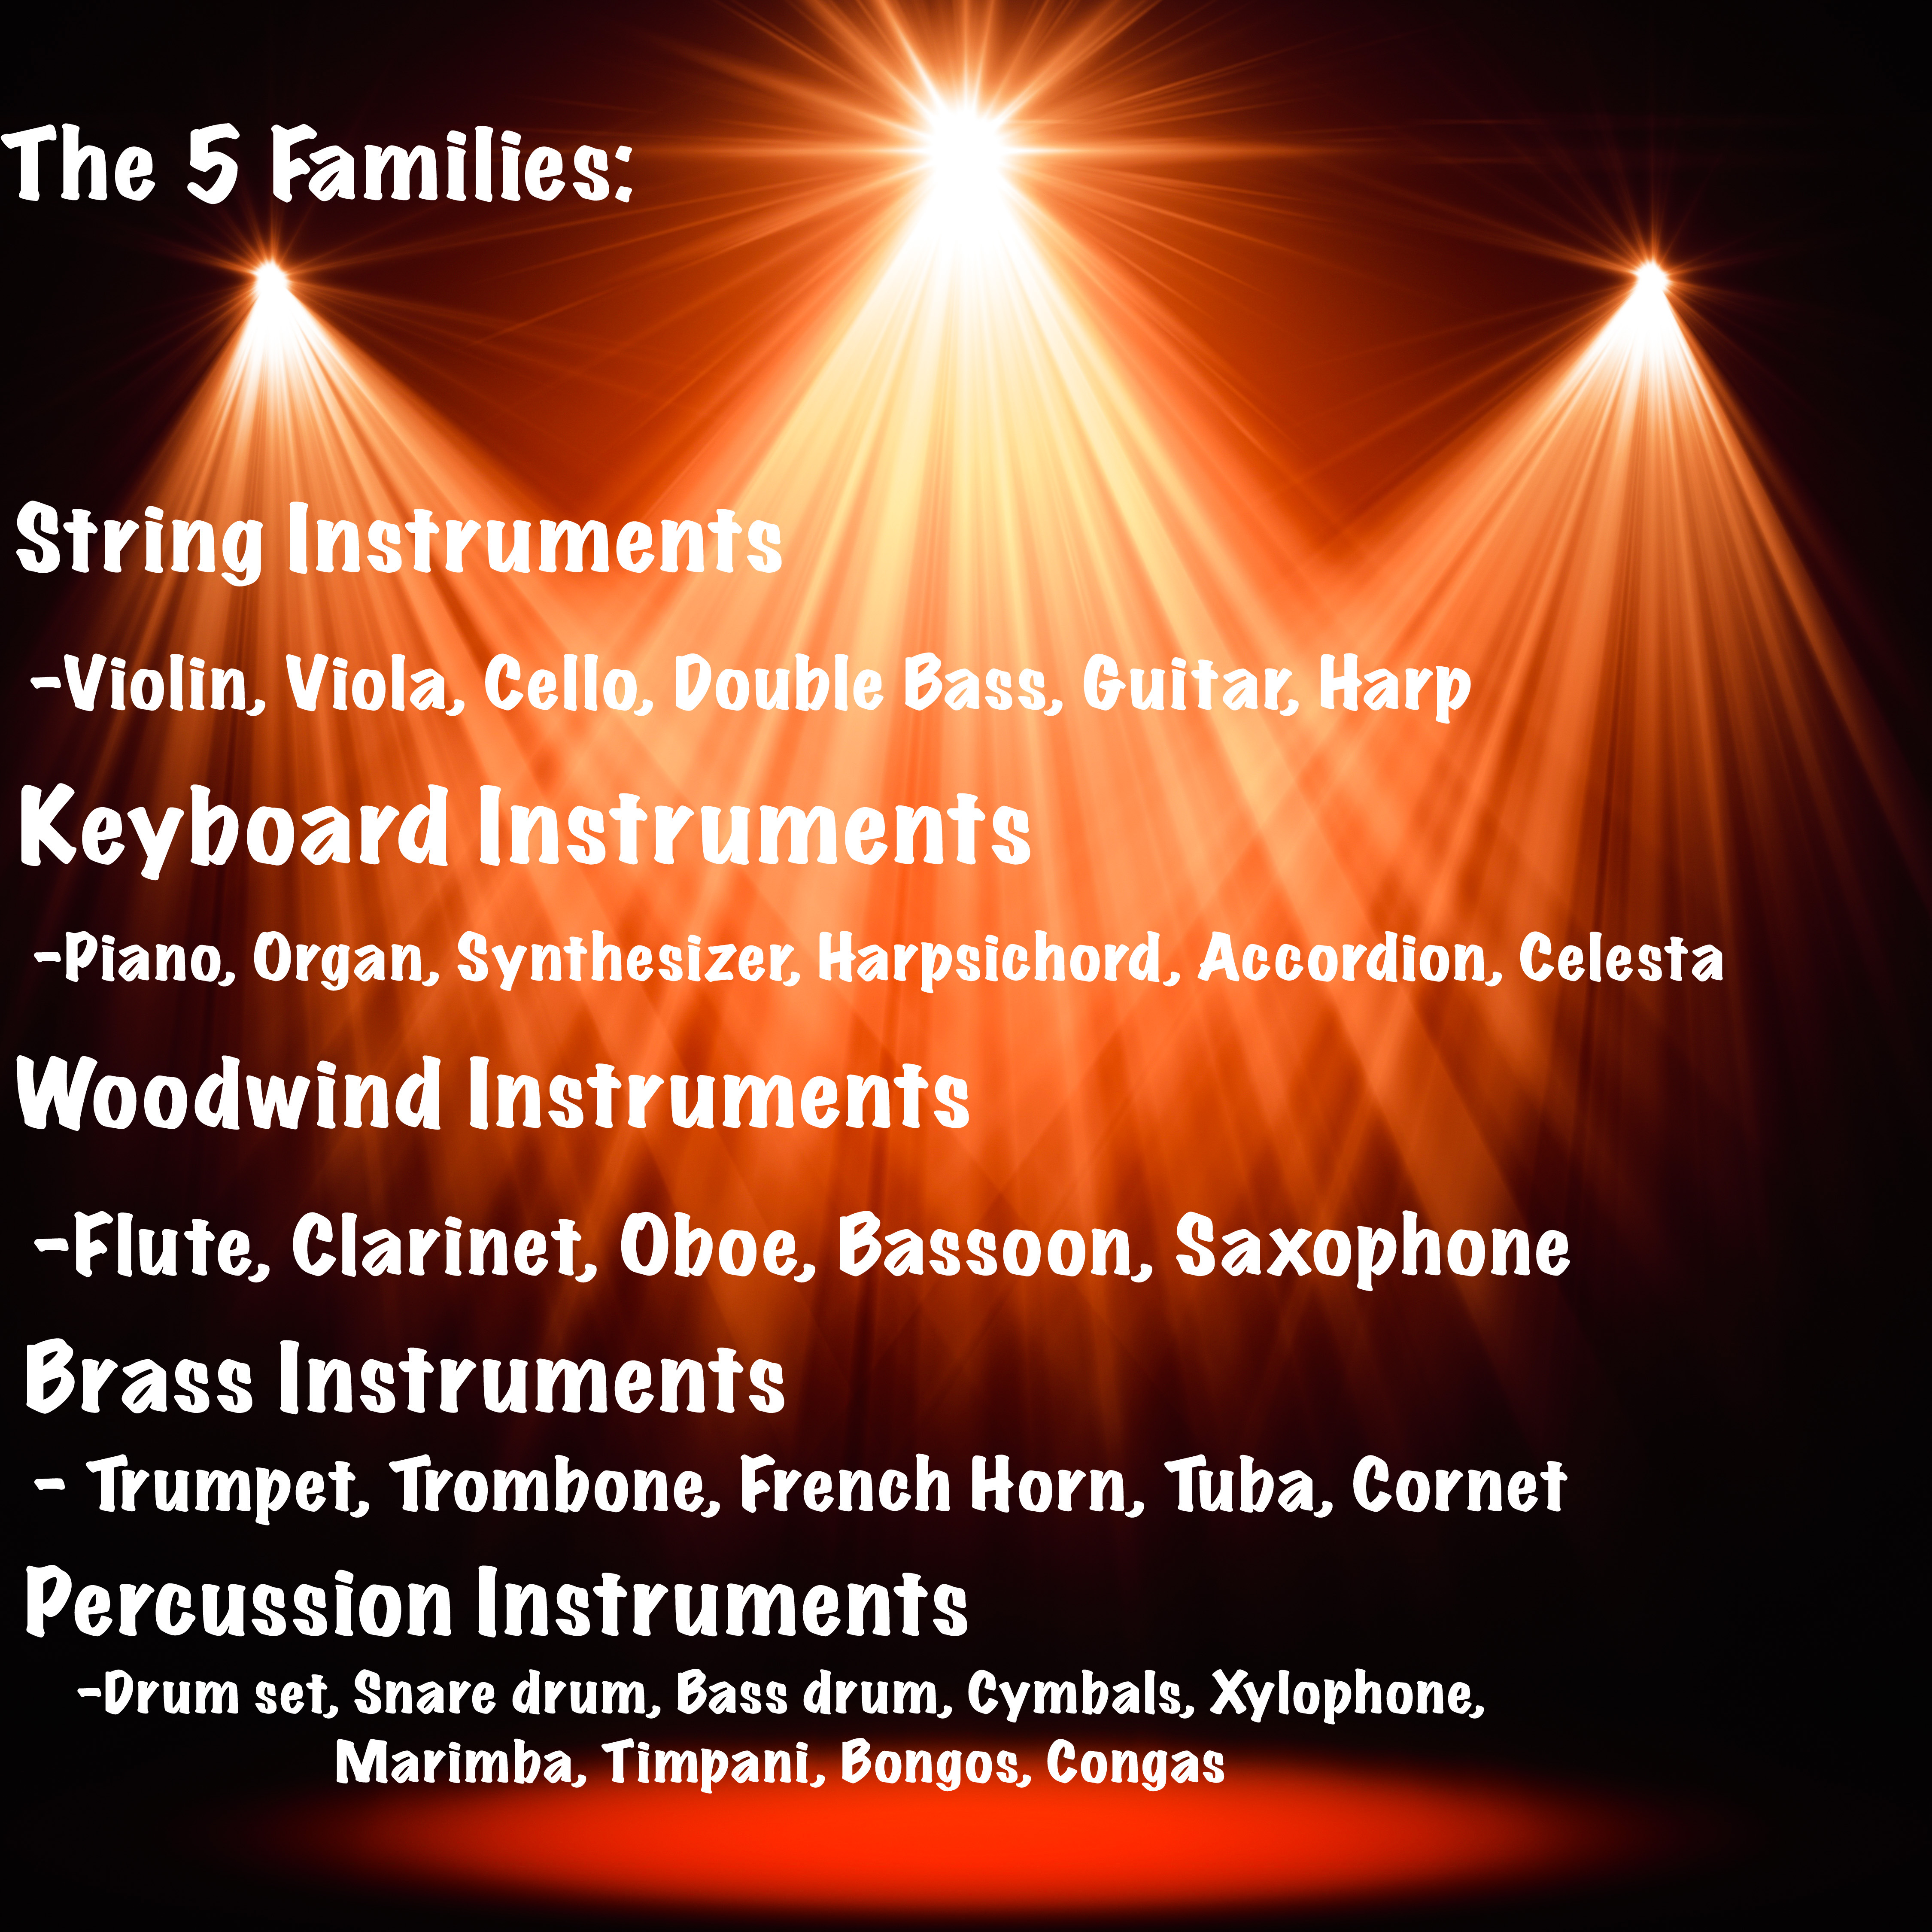 The 5 Families:
String Instruments
-Violin, Viola, Cello, Double Bass, Guitar, Harp
Keyboard Instruments
-Piano, Organ, Synthesizer, Harpsichord, Accordion, Celesta
Woodwind Instruments
-Flute, Clarinet, Oboe, Bassoon, Saxophone
Brass Instruments
- Trumpet, Trombone, French Horn, Tuba, Cornet
Percussion Instruments
-Drum set, Snare drum, Bass drum, Cymbals, Xylophone,
Marimba, Timpani, Bongos, Congas